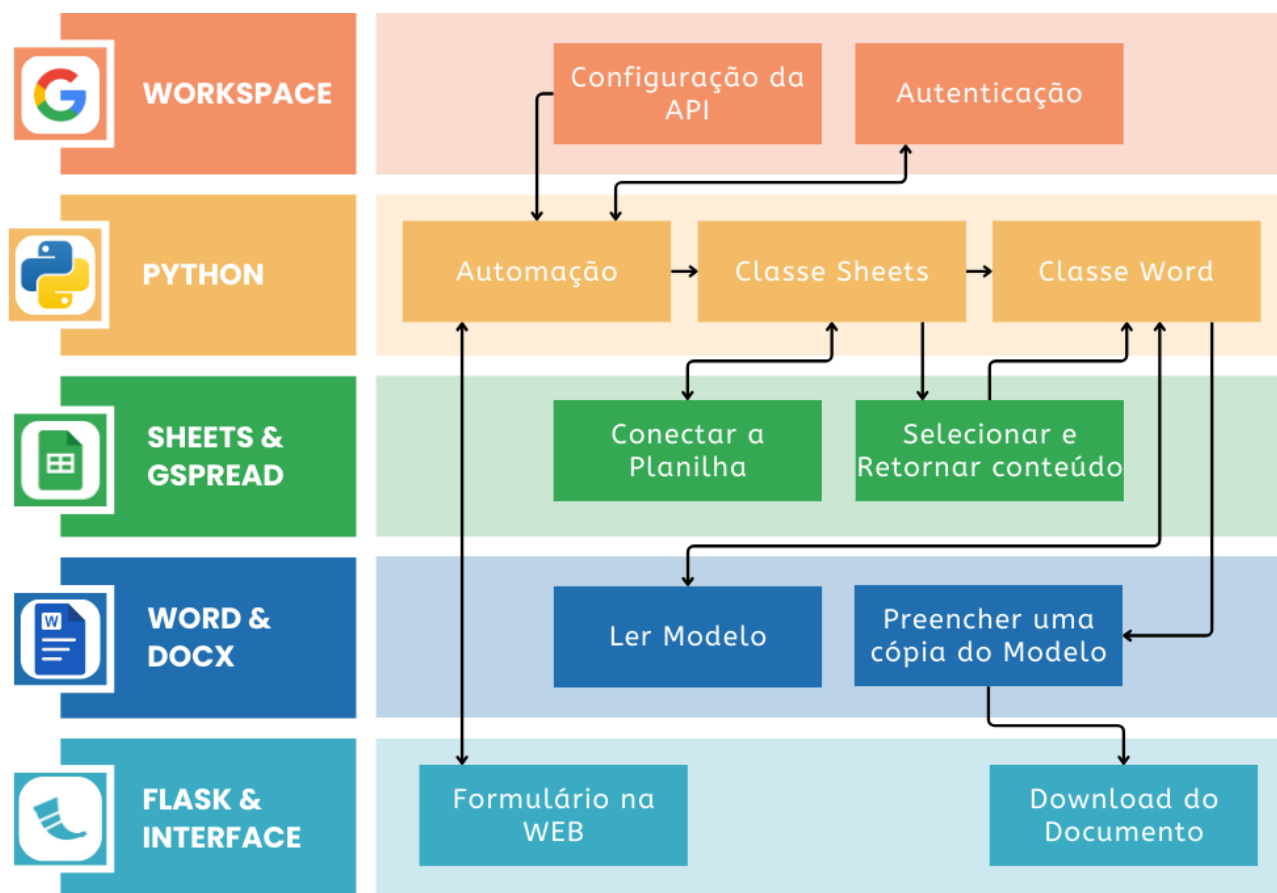 WORKSPACE
Configuração da
API
Autenticação
PYTHON
Automação
Classe Sheets
Classe Word
SHEETS &
GSPREAD
Conectar a
Planilha
Selecionar e
Retornar conteúdo
W
WORD &
DOCX
Ler Modelo
Preencher uma
cópia do Modelo
FLASK &
INTERFACE
Formulário na
WEB
Download do
Documento